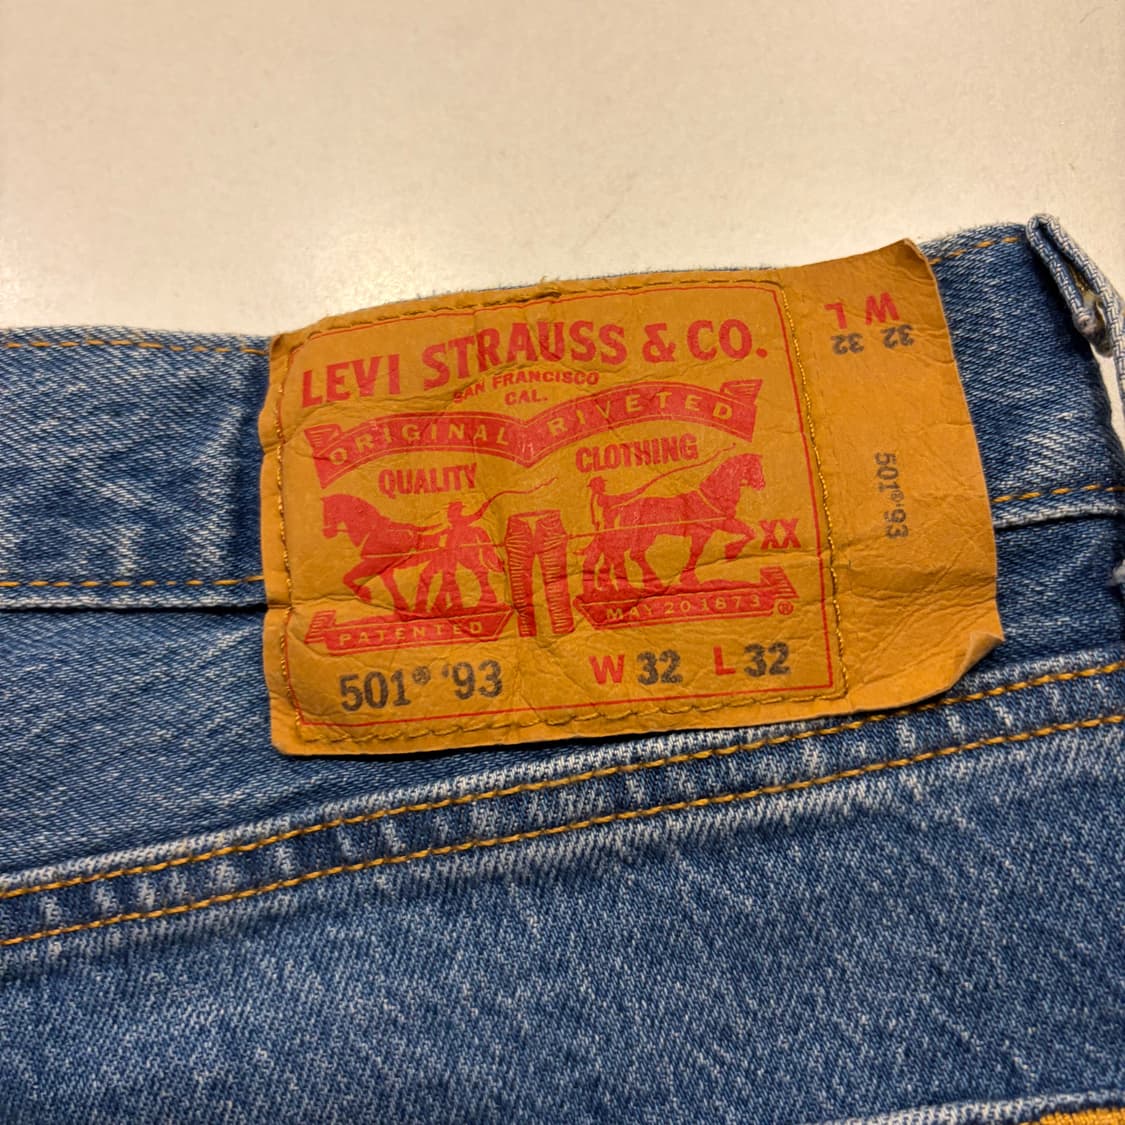 LEVI STRAUSS & CO.
SAN FRANCISCO
CAL.
ORIGINAL RIVETED
QUALITY CLOTHING
XX
PATENTED MAY 20 1873 ®
501® '93 W 32 L 32
W L
32 32
501® '93